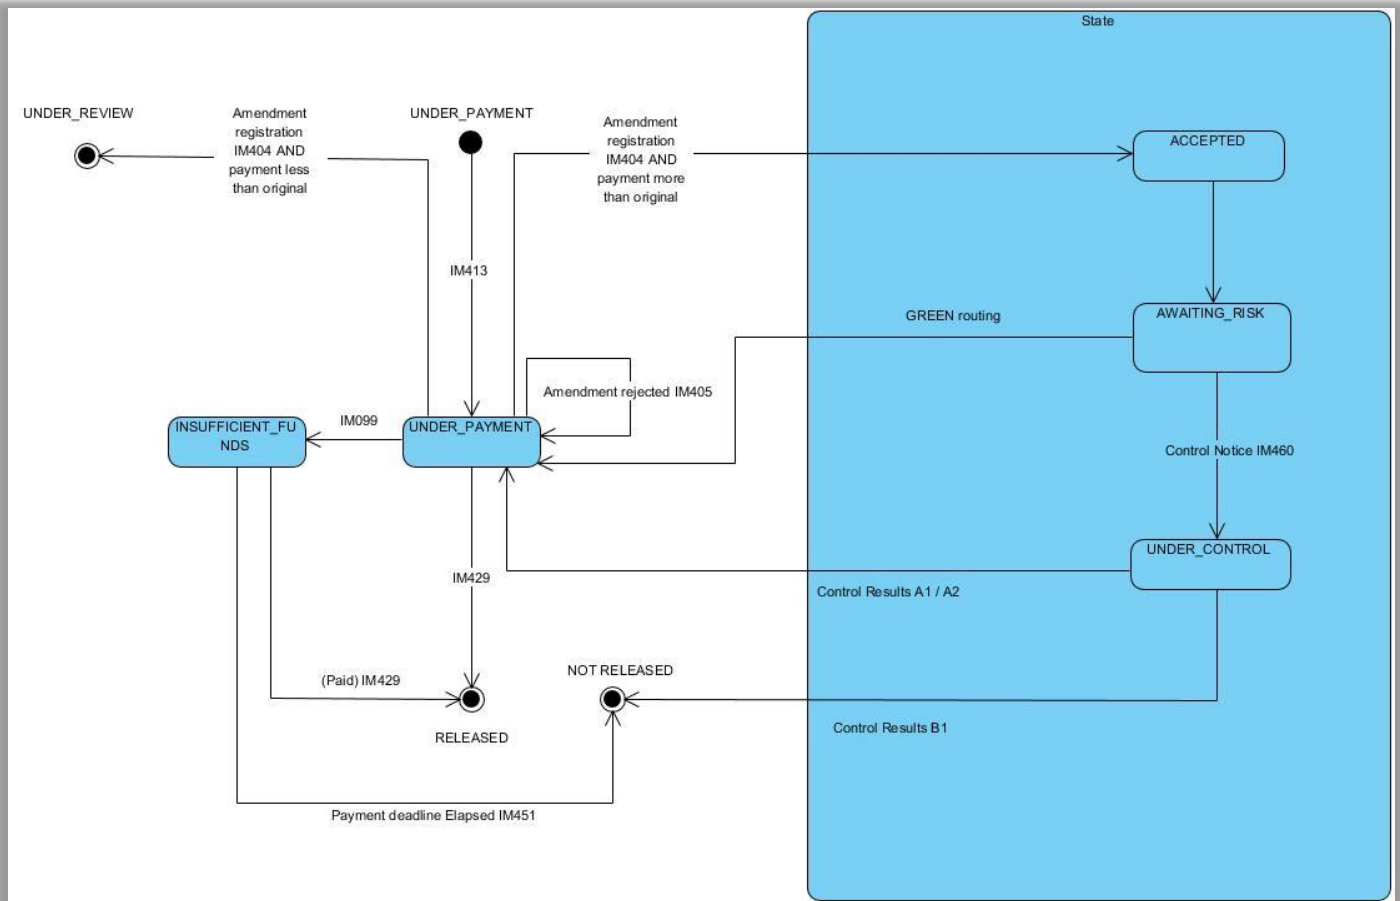 State
UNDER_REVIEW
Amendment
registration
IM404 AND
payment less
than original
UNDER_PAYMENT
Amendment
registration
IM404 AND
payment more
than original
ACCEPTED
IM413
AWAITING_RISK
GREEN routing
Amendment rejected IM405
INSUFFICIENT_FU
NDS
IM099
UNDER_PAYMENT
Control Notice IM460
UNDER_CONTROL
IM429
Control Results A1 / A2
(Paid) IM429
NOT RELEASED
RELEASED
Control Results B1
Payment deadline Elapsed IM451